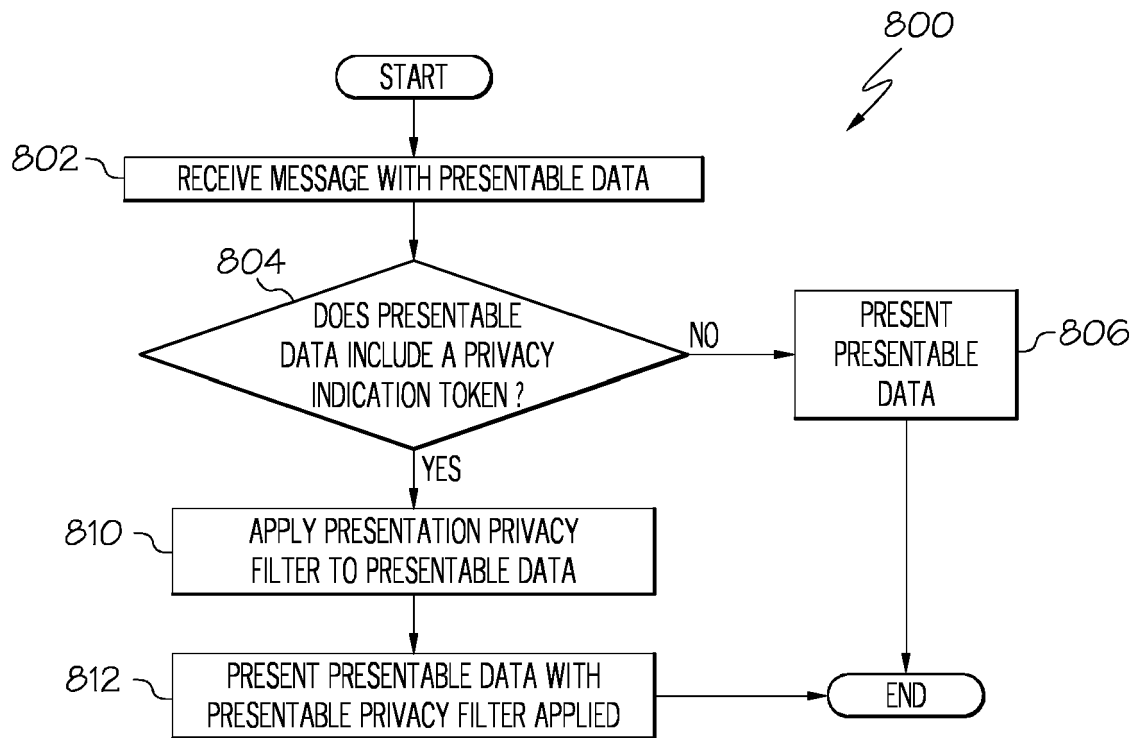 800
START
802
RECEIVE MESSAGE WITH PRESENTABLE DATA
804
DOES PRESENTABLE
DATA INCLUDE A PRIVACY
INDICATION TOKEN ?
NO
PRESENT
PRESENTABLE
DATA
806
YES
810
APPLY PRESENTATION PRIVACY
FILTER TO PRESENTABLE DATA
812
PRESENT PRESENTABLE DATA WITH
PRESENTABLE PRIVACY FILTER APPLIED
END